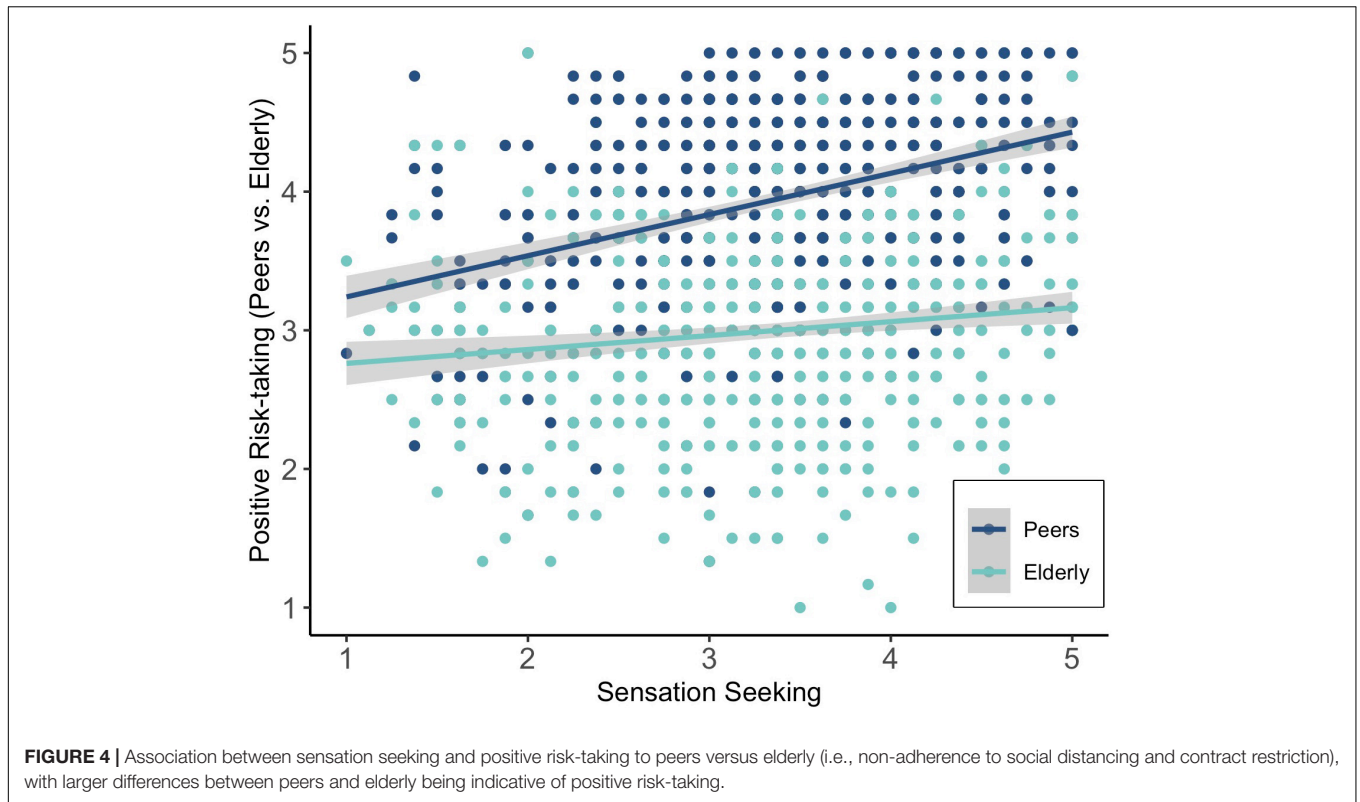 5
4
3
2
1
Positive Risk-taking (Peers vs. Elderly)
Peers
Elderly
1 2 3 4 5
Sensation Seeking
FIGURE 4 | Association between sensation seeking and positive risk-taking to peers versus elderly (i.e., non-adherence to social distancing and contract restriction),
with larger differences between peers and elderly being indicative of positive risk-taking.